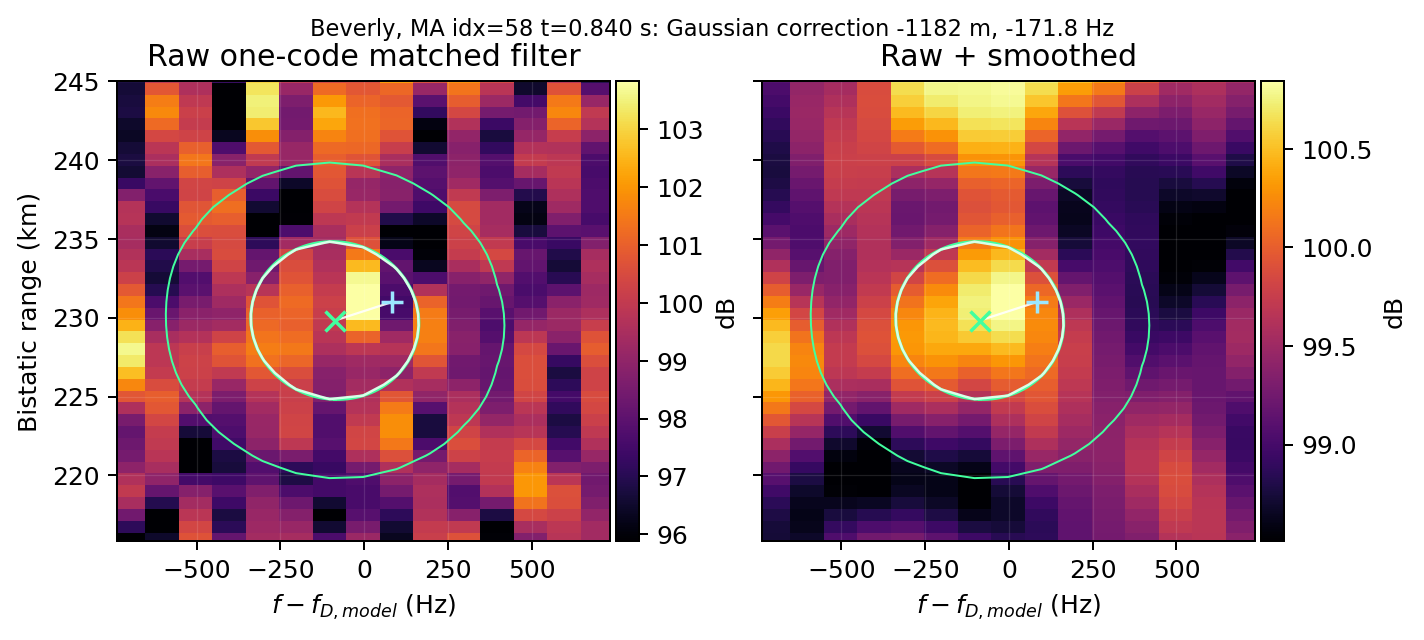 Beverly, MA idx=58 t=0.840 s: Gaussian correction -1182 m, -171.8 Hz
Raw one-code matched filter
Raw + smoothed
245
240
235
230
225
220
Bistatic range (km)
−500 −250 0 250 500
f − f_{D, model} (Hz)
103
102
101
100
99
98
97
96
dB
−500 −250 0 250 500
f − f_{D, model} (Hz)
100.5
100.0
99.5
99.0
dB